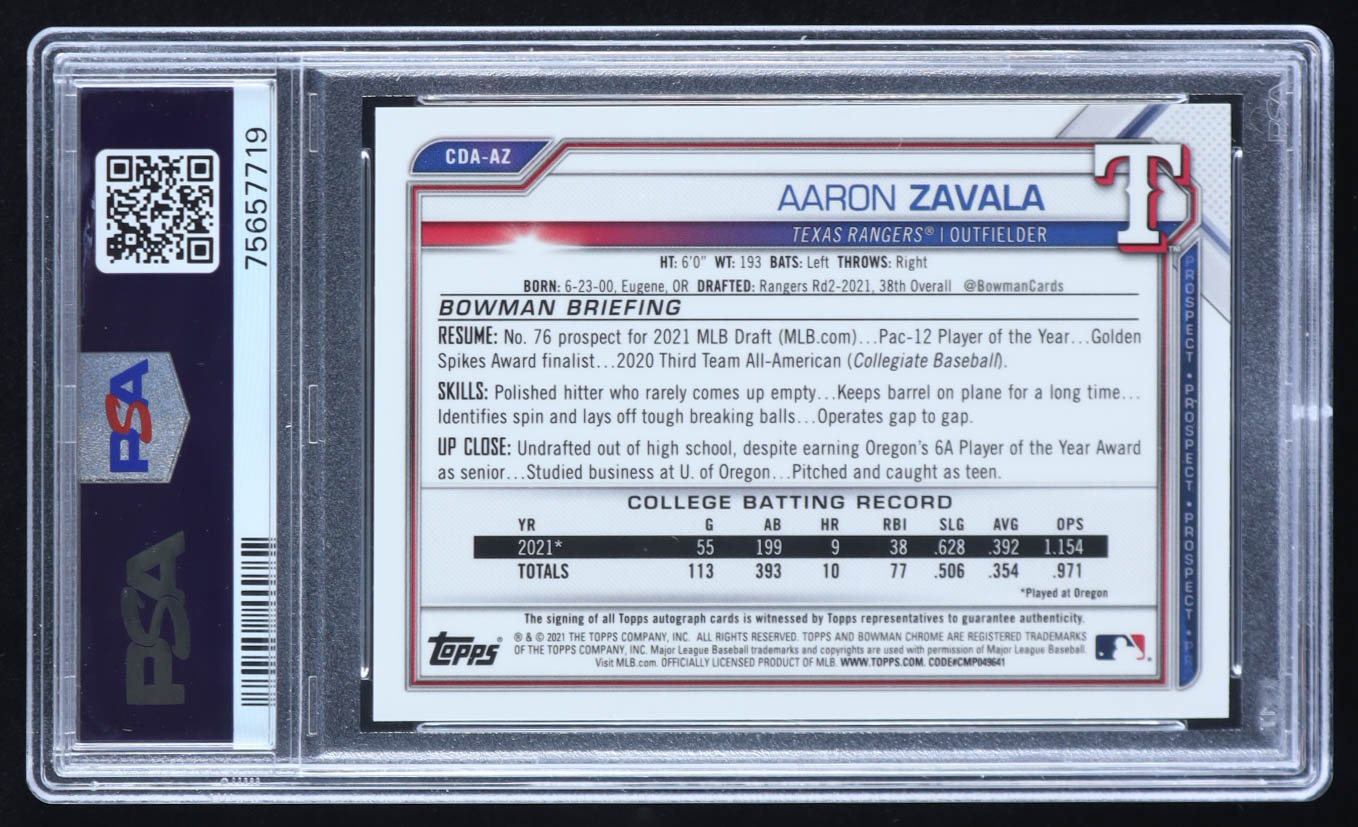 75657719
PSA
PSA
CDA-AZ
AARON ZAVALA
TEXAS RANGERS® | OUTFIELDER
T
TM
HT: 6'0" WT: 193 BATS: Left THROWS: Right
BORN: 6-23-00, Eugene, OR DRAFTED: Rangers Rd2-2021, 38th Overall @BowmanCards
BOWMAN BRIEFING
RESUME: No. 76 prospect for 2021 MLB Draft (MLB.com)...Pac-12 Player of the Year...Golden
Spikes Award finalist...2020 Third Team All-American (Collegiate Baseball).
SKILLS: Polished hitter who rarely comes up empty...Keeps barrel on plane for a long time...
Identifies spin and lays off tough breaking balls...Operates gap to gap.
UP CLOSE: Undrafted out of high school, despite earning Oregon's 6A Player of the Year Award
as senior...Studied business at U. of Oregon...Pitched and caught as teen.
COLLEGE BATTING RECORD
YR G AB HR RBI SLG AVG OPS
2021* 55 199 9 38 .628 .392 1.154
TOTALS 113 393 10 77 .506 .354 .971
*Played at Oregon
The signing of all Topps autograph cards is witnessed by Topps representatives to guarantee authenticity.
Topps®
® & © 2021 THE TOPPS COMPANY, INC. ALL RIGHTS RESERVED. TOPPS AND BOWMAN CHROME ARE REGISTERED TRADEMARKS
OF THE TOPPS COMPANY, INC. Major League Baseball trademarks and copyrights are used with permission of Major League Baseball.
Visit MLB.com. OFFICIALLY LICENSED PRODUCT OF MLB. WWW.TOPPS.COM. CODE#CMP049641
PROSPECT • PROSPECT • PROSPECT • PR
PSA